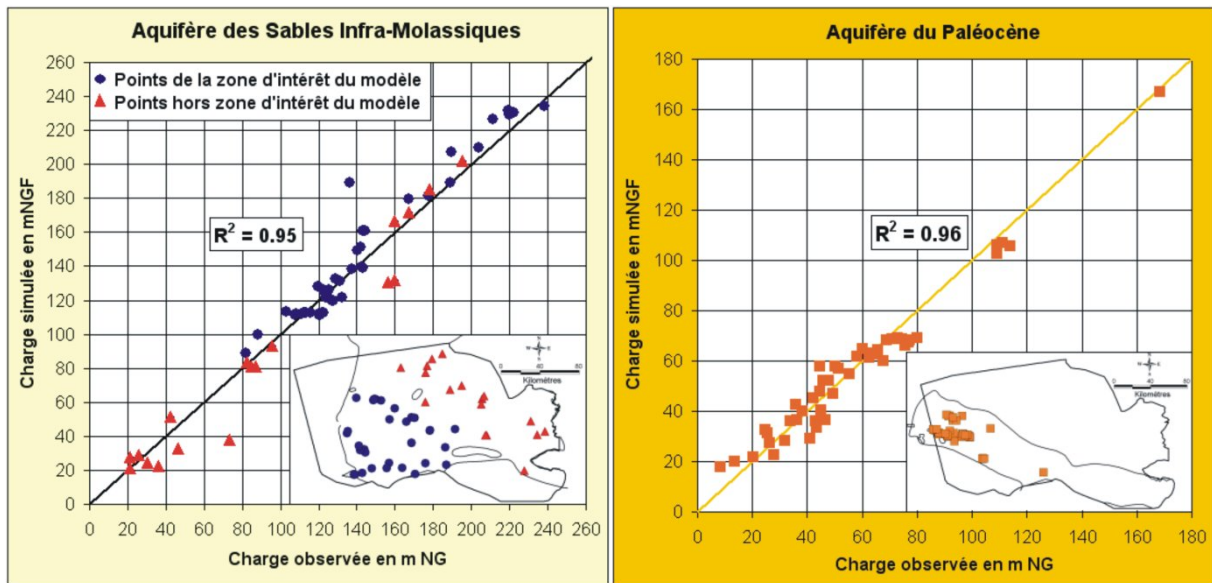 Aquifère des Sables Infra-Molassiques
260
240
220
200
180
160
140
120
100
80
60
40
20
0
Charge simulée en mNGF
Points de la zone d'intérêt du modèle
Points hors zone d'intérêt du modèle
R² = 0.95
Kilomètres
0 20 40 60 80 100 120 140 160 180 200 220 240 260
Charge observée en m NG
Aquifère du Paléocène
180
160
140
120
100
80
60
40
20
0
Charge simulée en mNGF
R² = 0.96
Kilomètres
0 20 40 60 80 100 120 140 160 180
Charge observée en m NG